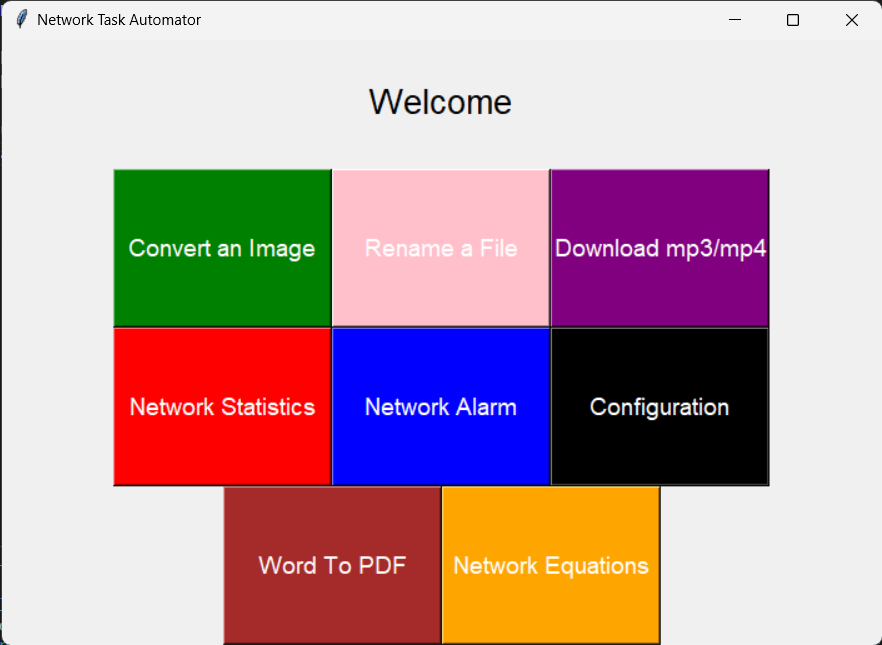 Network Task Automator
Welcome
Convert an Image
Rename a File
Download mp3/mp4
Network Statistics
Network Alarm
Configuration
Word To PDF
Network Equations